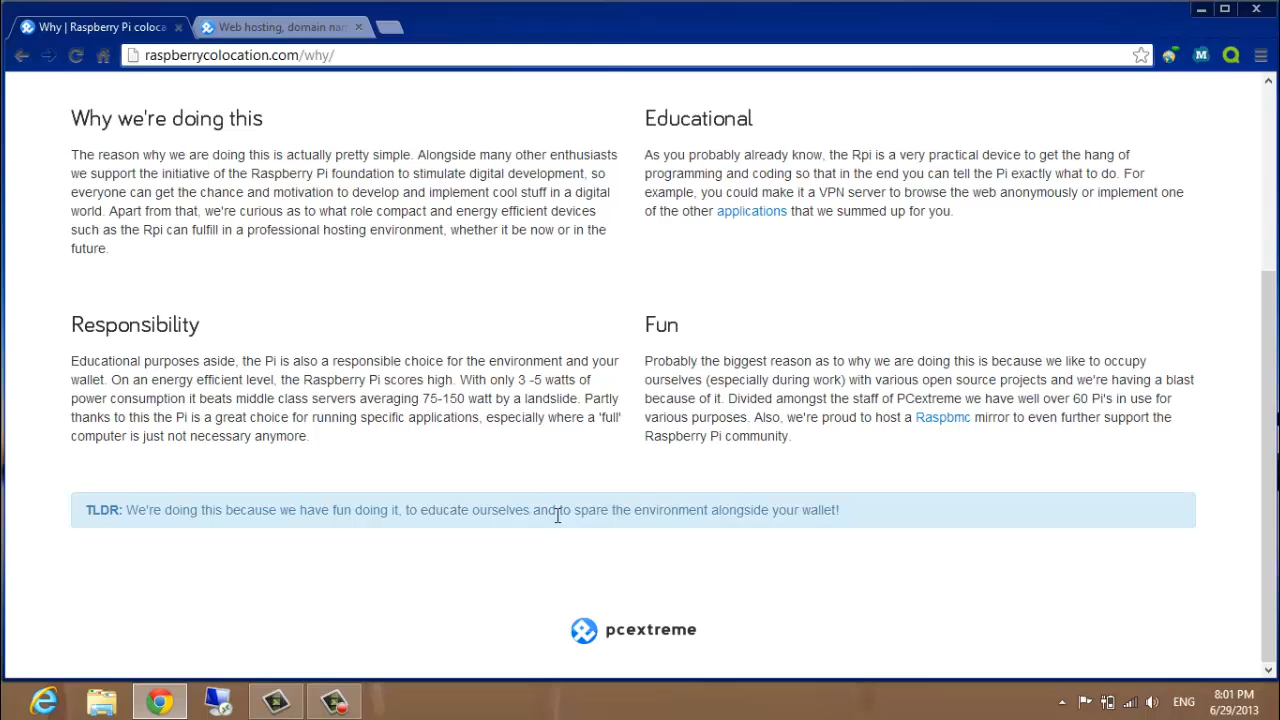 Why | Raspberry Pi coloca
Web hosting, domain nam
raspberrycolocation.com/why/
Why we're doing this
The reason why we are doing this is actually pretty simple. Alongside many other enthusiasts
we support the initiative of the Raspberry Pi foundation to stimulate digital development, so
everyone can get the chance and motivation to develop and implement cool stuff in a digital
world. Apart from that, we're curious as to what role compact and energy efficient devices
such as the Rpi can fulfill in a professional hosting environment, whether it be now or in the
future.
Educational
As you probably already know, the Rpi is a very practical device to get the hang of
programming and coding so that in the end you can tell the Pi exactly what to do. For
example, you could make it a VPN server to browse the web anonymously or implement one
of the other applications that we summed up for you.
Responsibility
Educational purposes aside, the Pi is also a responsible choice for the environment and your
wallet. On an energy efficient level, the Raspberry Pi scores high. With only 3 -5 watts of
power consumption it beats middle class servers averaging 75-150 watt by a landslide. Partly
thanks to this the Pi is a great choice for running specific applications, especially where a 'full'
computer is just not necessary anymore.
Fun
Probably the biggest reason as to why we are doing this is because we like to occupy
ourselves (especially during work) with various open source projects and we're having a blast
because of it. Divided amongst the staff of PCextreme we have well over 60 Pi's in use for
various purposes. Also, we're proud to host a Raspbmc mirror to even further support the
Raspberry Pi community.
TLDR: We're doing this because we have fun doing it, to educate ourselves and to spare the environment alongside your wallet!
pcextreme
ENG
8:01 PM
6/29/2013